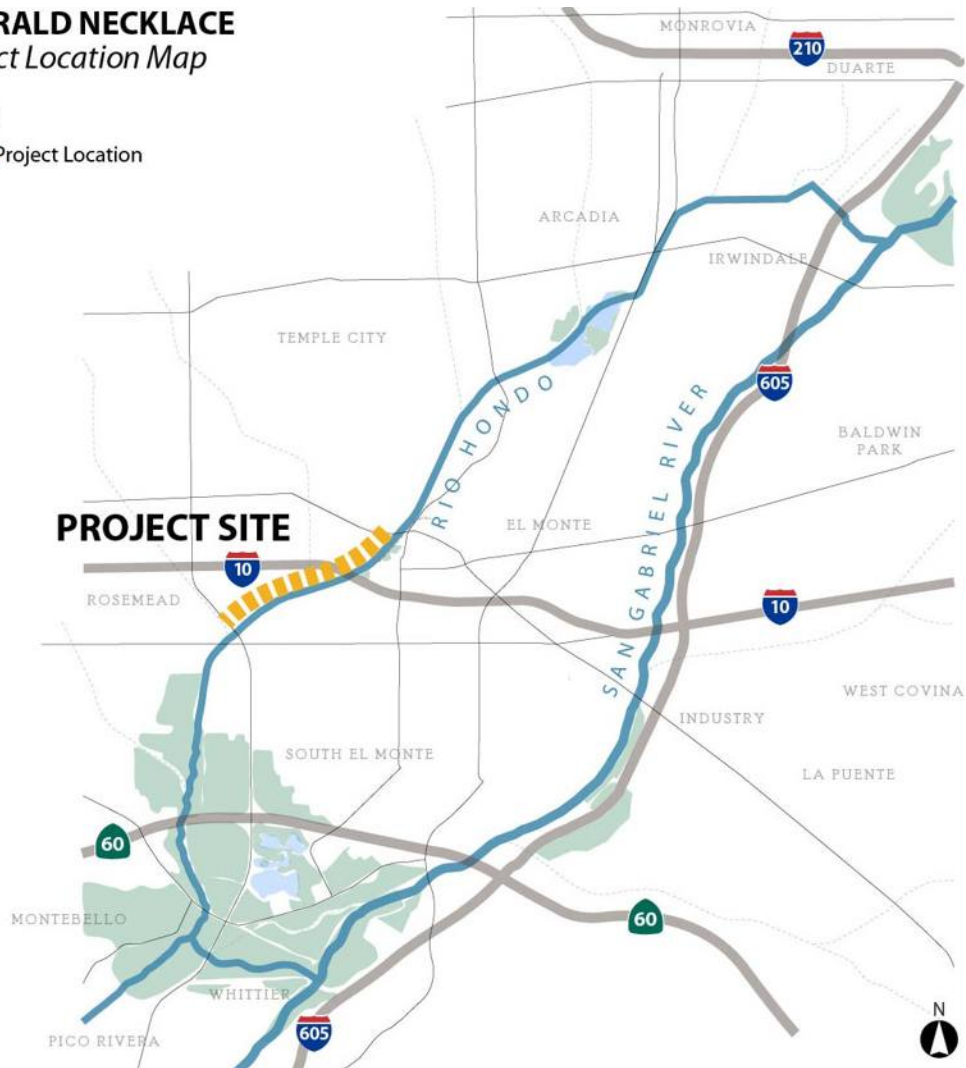 RALD NECKLACE
ct Location Map
Project Location
MONROVIA
210
DUARTE
ARCADIA
IRWINDALE
TEMPLE CITY
605
RIO HONDO
SAN GABRIEL RIVER
BALDWIN
PARK
PROJECT SITE
EL MONTE
10
ROSEMEAD
10
WEST COVINA
INDUSTRY
SOUTH EL MONTE
LA PUENTE
60
MONTEBELLO
60
WHITTIER
605
PICO RIVERA
N